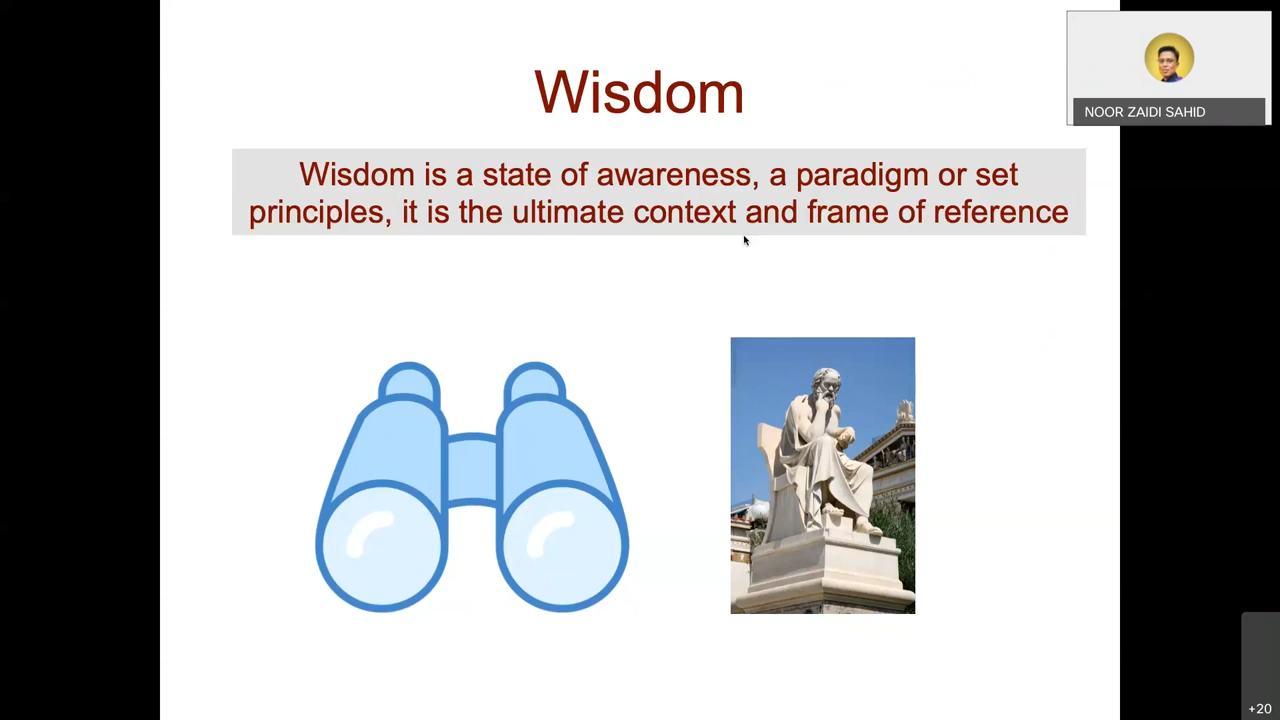 Wisdom
NOOR ZAIDI SAHID
Wisdom is a state of awareness, a paradigm or set
principles, it is the ultimate context and frame of reference
+20